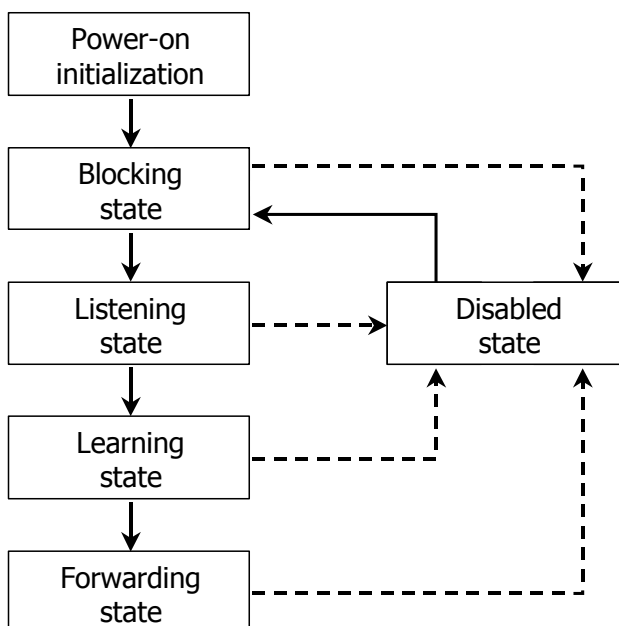 Power-on
initialization
Blocking
state
Listening
state
Disabled
state
Learning
state
Forwarding
state